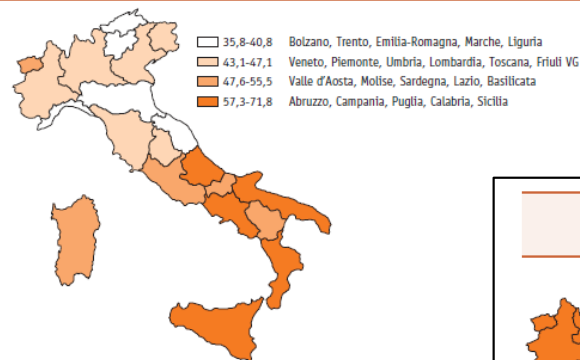 35,8-40,8 Bolzano, Trento, Emilia-Romagna, Marche, Liguria
43,1-47,1 Veneto, Piemonte, Umbria, Lombardia, Toscana, Friuli VG
47,6-55,5 Valle d'Aosta, Molise, Sardegna, Lazio, Basilicata
57,3-71,8 Abruzzo, Campania, Puglia, Calabria, Sicilia